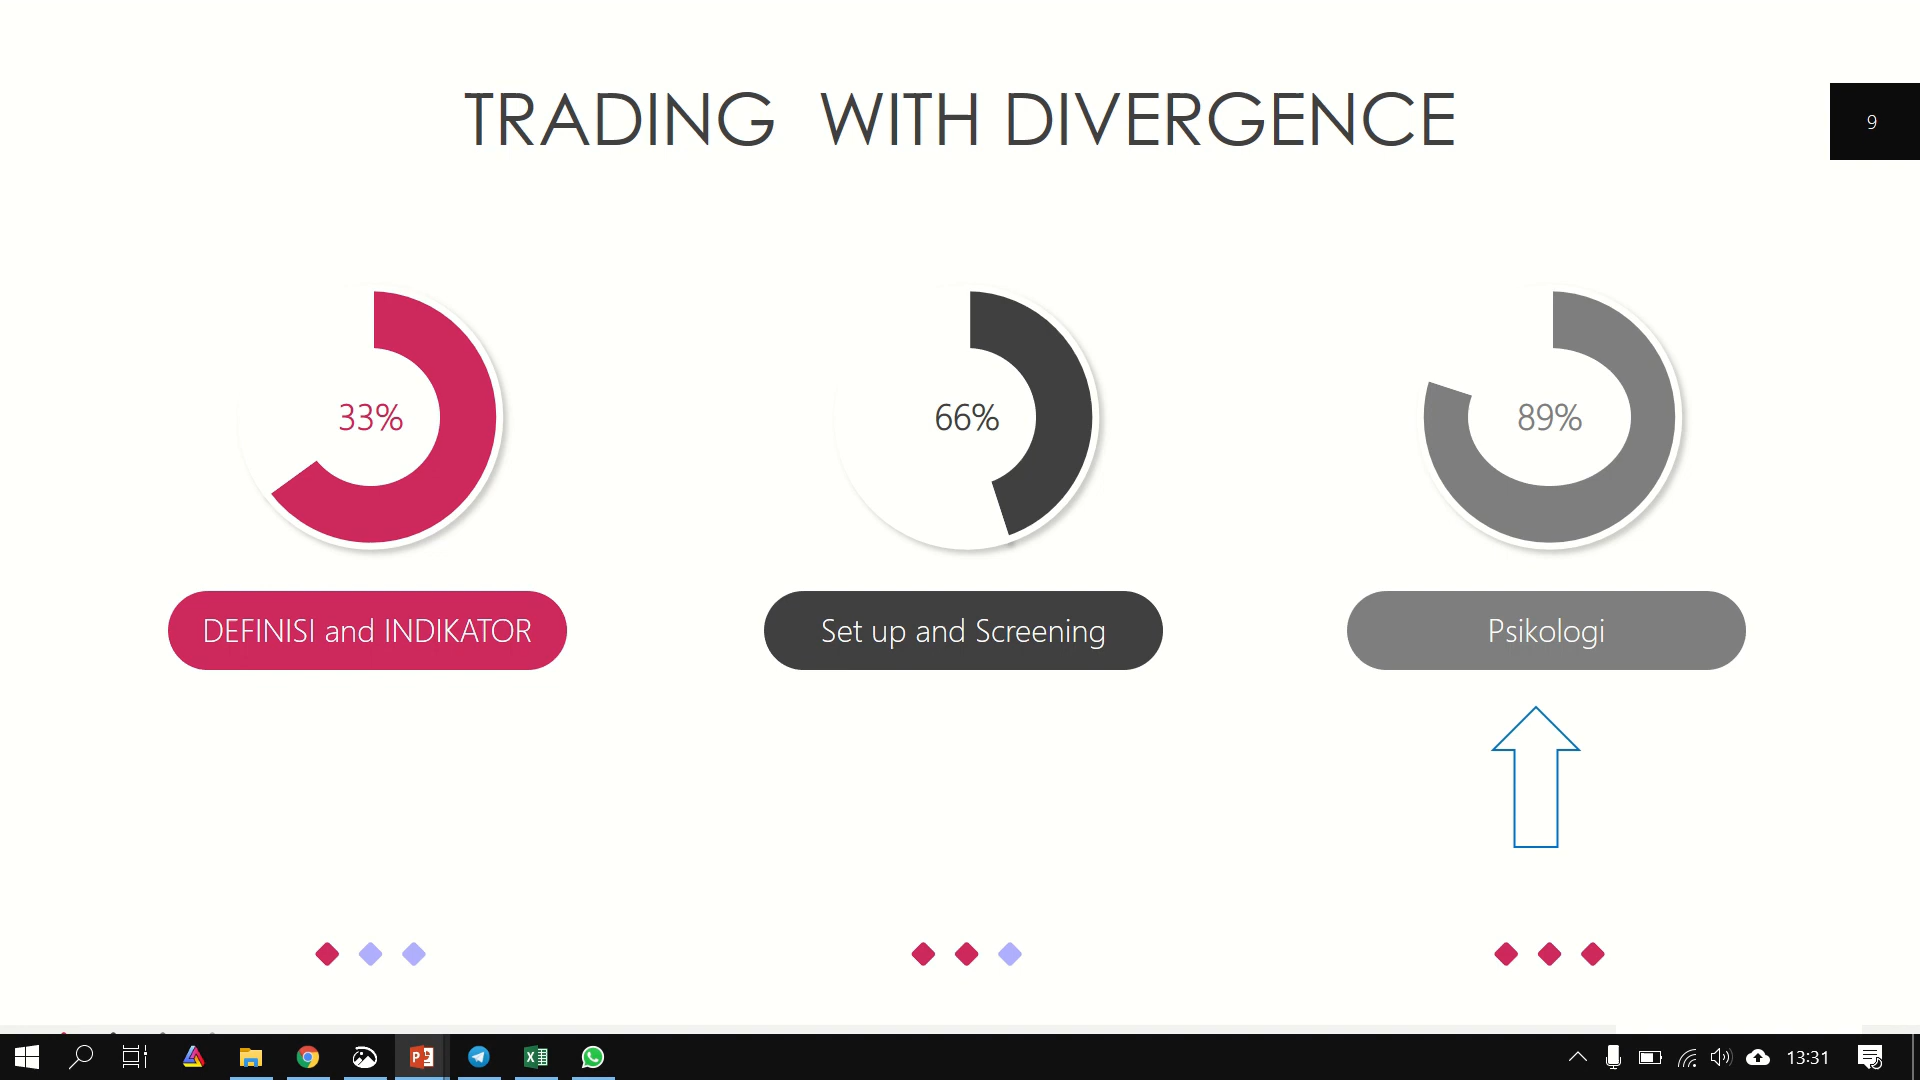 TRADING  WITH DIVERGENCE
9
33%
66%
89%
DEFINISI and INDIKATOR
Set up and Screening
Psikologi
13:31